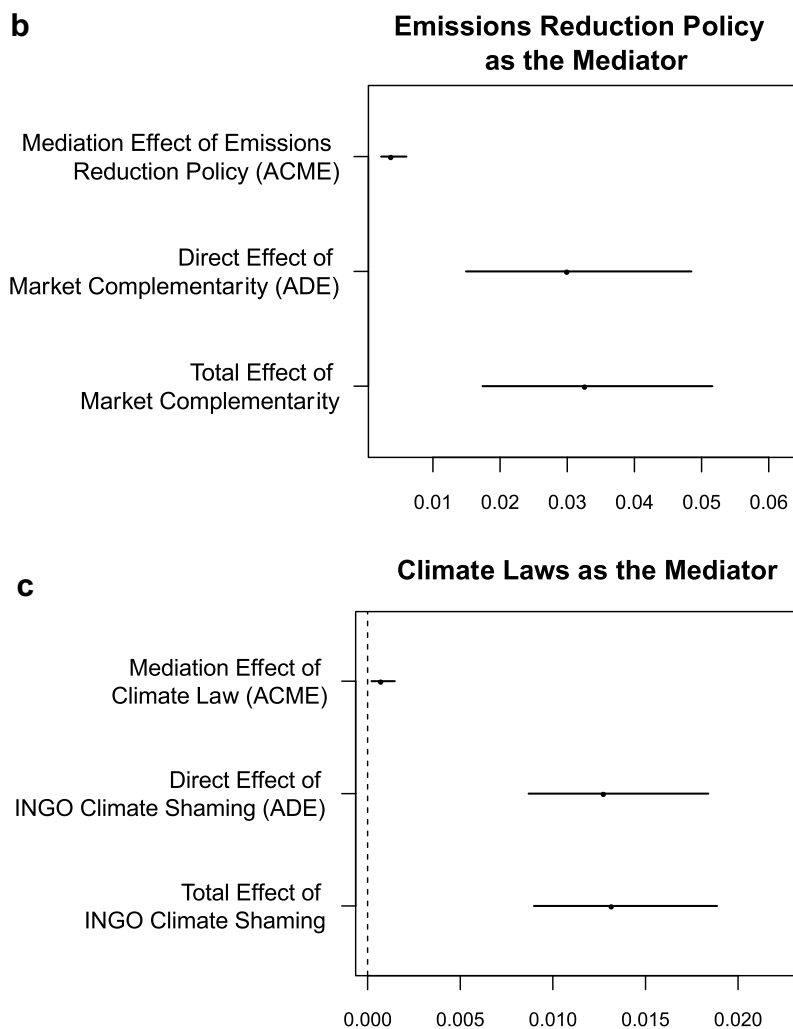 b
Emissions Reduction Policy
as the Mediator
Mediation Effect of Emissions
Reduction Policy (ACME)
Direct Effect of
Market Complementarity (ADE)
Total Effect of
Market Complementarity
0.01 0.02 0.03 0.04 0.05 0.06
c
Climate Laws as the Mediator
Mediation Effect of
Climate Law (ACME)
Direct Effect of
INGO Climate Shaming (ADE)
Total Effect of
INGO Climate Shaming
0.000 0.005 0.010 0.015 0.020